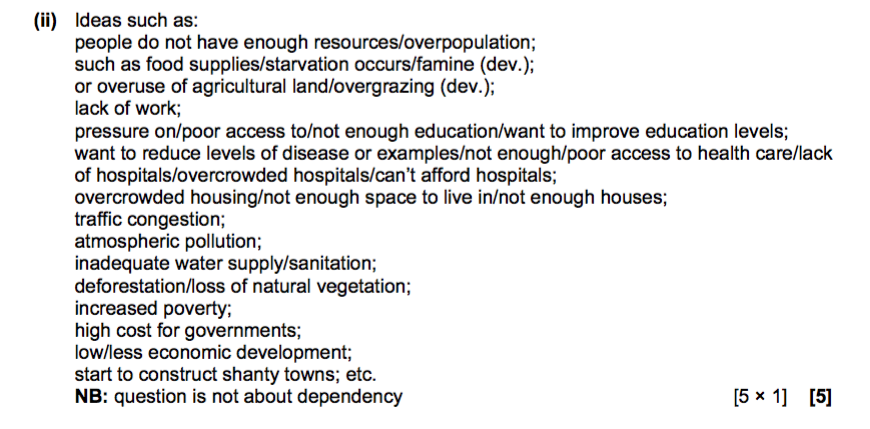 (ii) Ideas such as:
people do not have enough resources/overpopulation;
such as food supplies/starvation occurs/famine (dev.);
or overuse of agricultural land/overgrazing (dev.);
lack of work;
pressure on/poor access to/not enough education/want to improve education levels;
want to reduce levels of disease or examples/not enough/poor access to health care/lack
of hospitals/overcrowded hospitals/can't afford hospitals;
overcrowded housing/not enough space to live in/not enough houses;
traffic congestion;
atmospheric pollution;
inadequate water supply/sanitation;
deforestation/loss of natural vegetation;
increased poverty;
high cost for governments;
low/less economic development;
start to construct shanty towns; etc.
NB: question is not about dependency [5 × 1] [5]